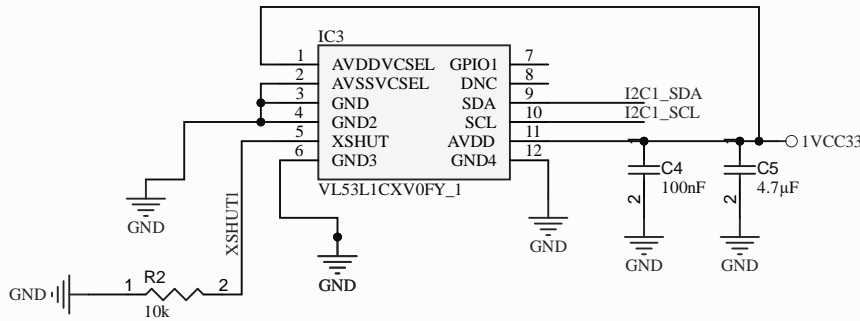 IC3
1 AVDDVCSEL GPIO1 7
2 AVSSVCSEL DNC 8
3 GND SDA 9 I2C1_SDA
4 GND2 SCL 10 I2C1_SCL
5 XSHUT AVDD 11 1VCC33
6 GND3 GND4 12
VL53L1CXV0FY_1
C4
100nF
2
C5
4.7µF
2
GND
XSHUT1
GND
GND
GND
GND
GND
R2
1 2
10k